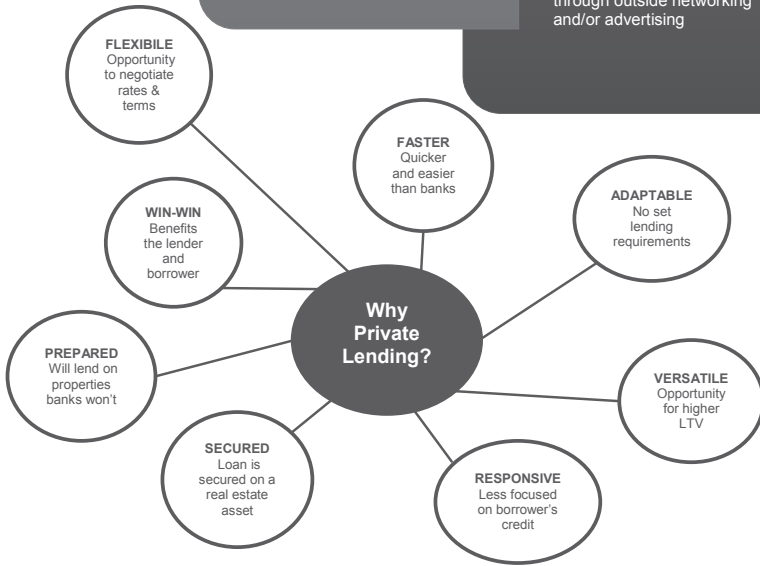 through outside networking
and/or advertising
FLEXIBILE
Opportunity
to negotiate
rates &
terms
FASTER
Quicker
and easier
than banks
ADAPTABLE
No set
lending
requirements
WIN-WIN
Benefits
the lender
and
borrower
Why
Private
Lending?
PREPARED
Will lend on
properties
banks won't
VERSATILE
Opportunity
for higher
LTV
SECURED
Loan is
secured on a
real estate
asset
RESPONSIVE
Less focused
on borrower's
credit